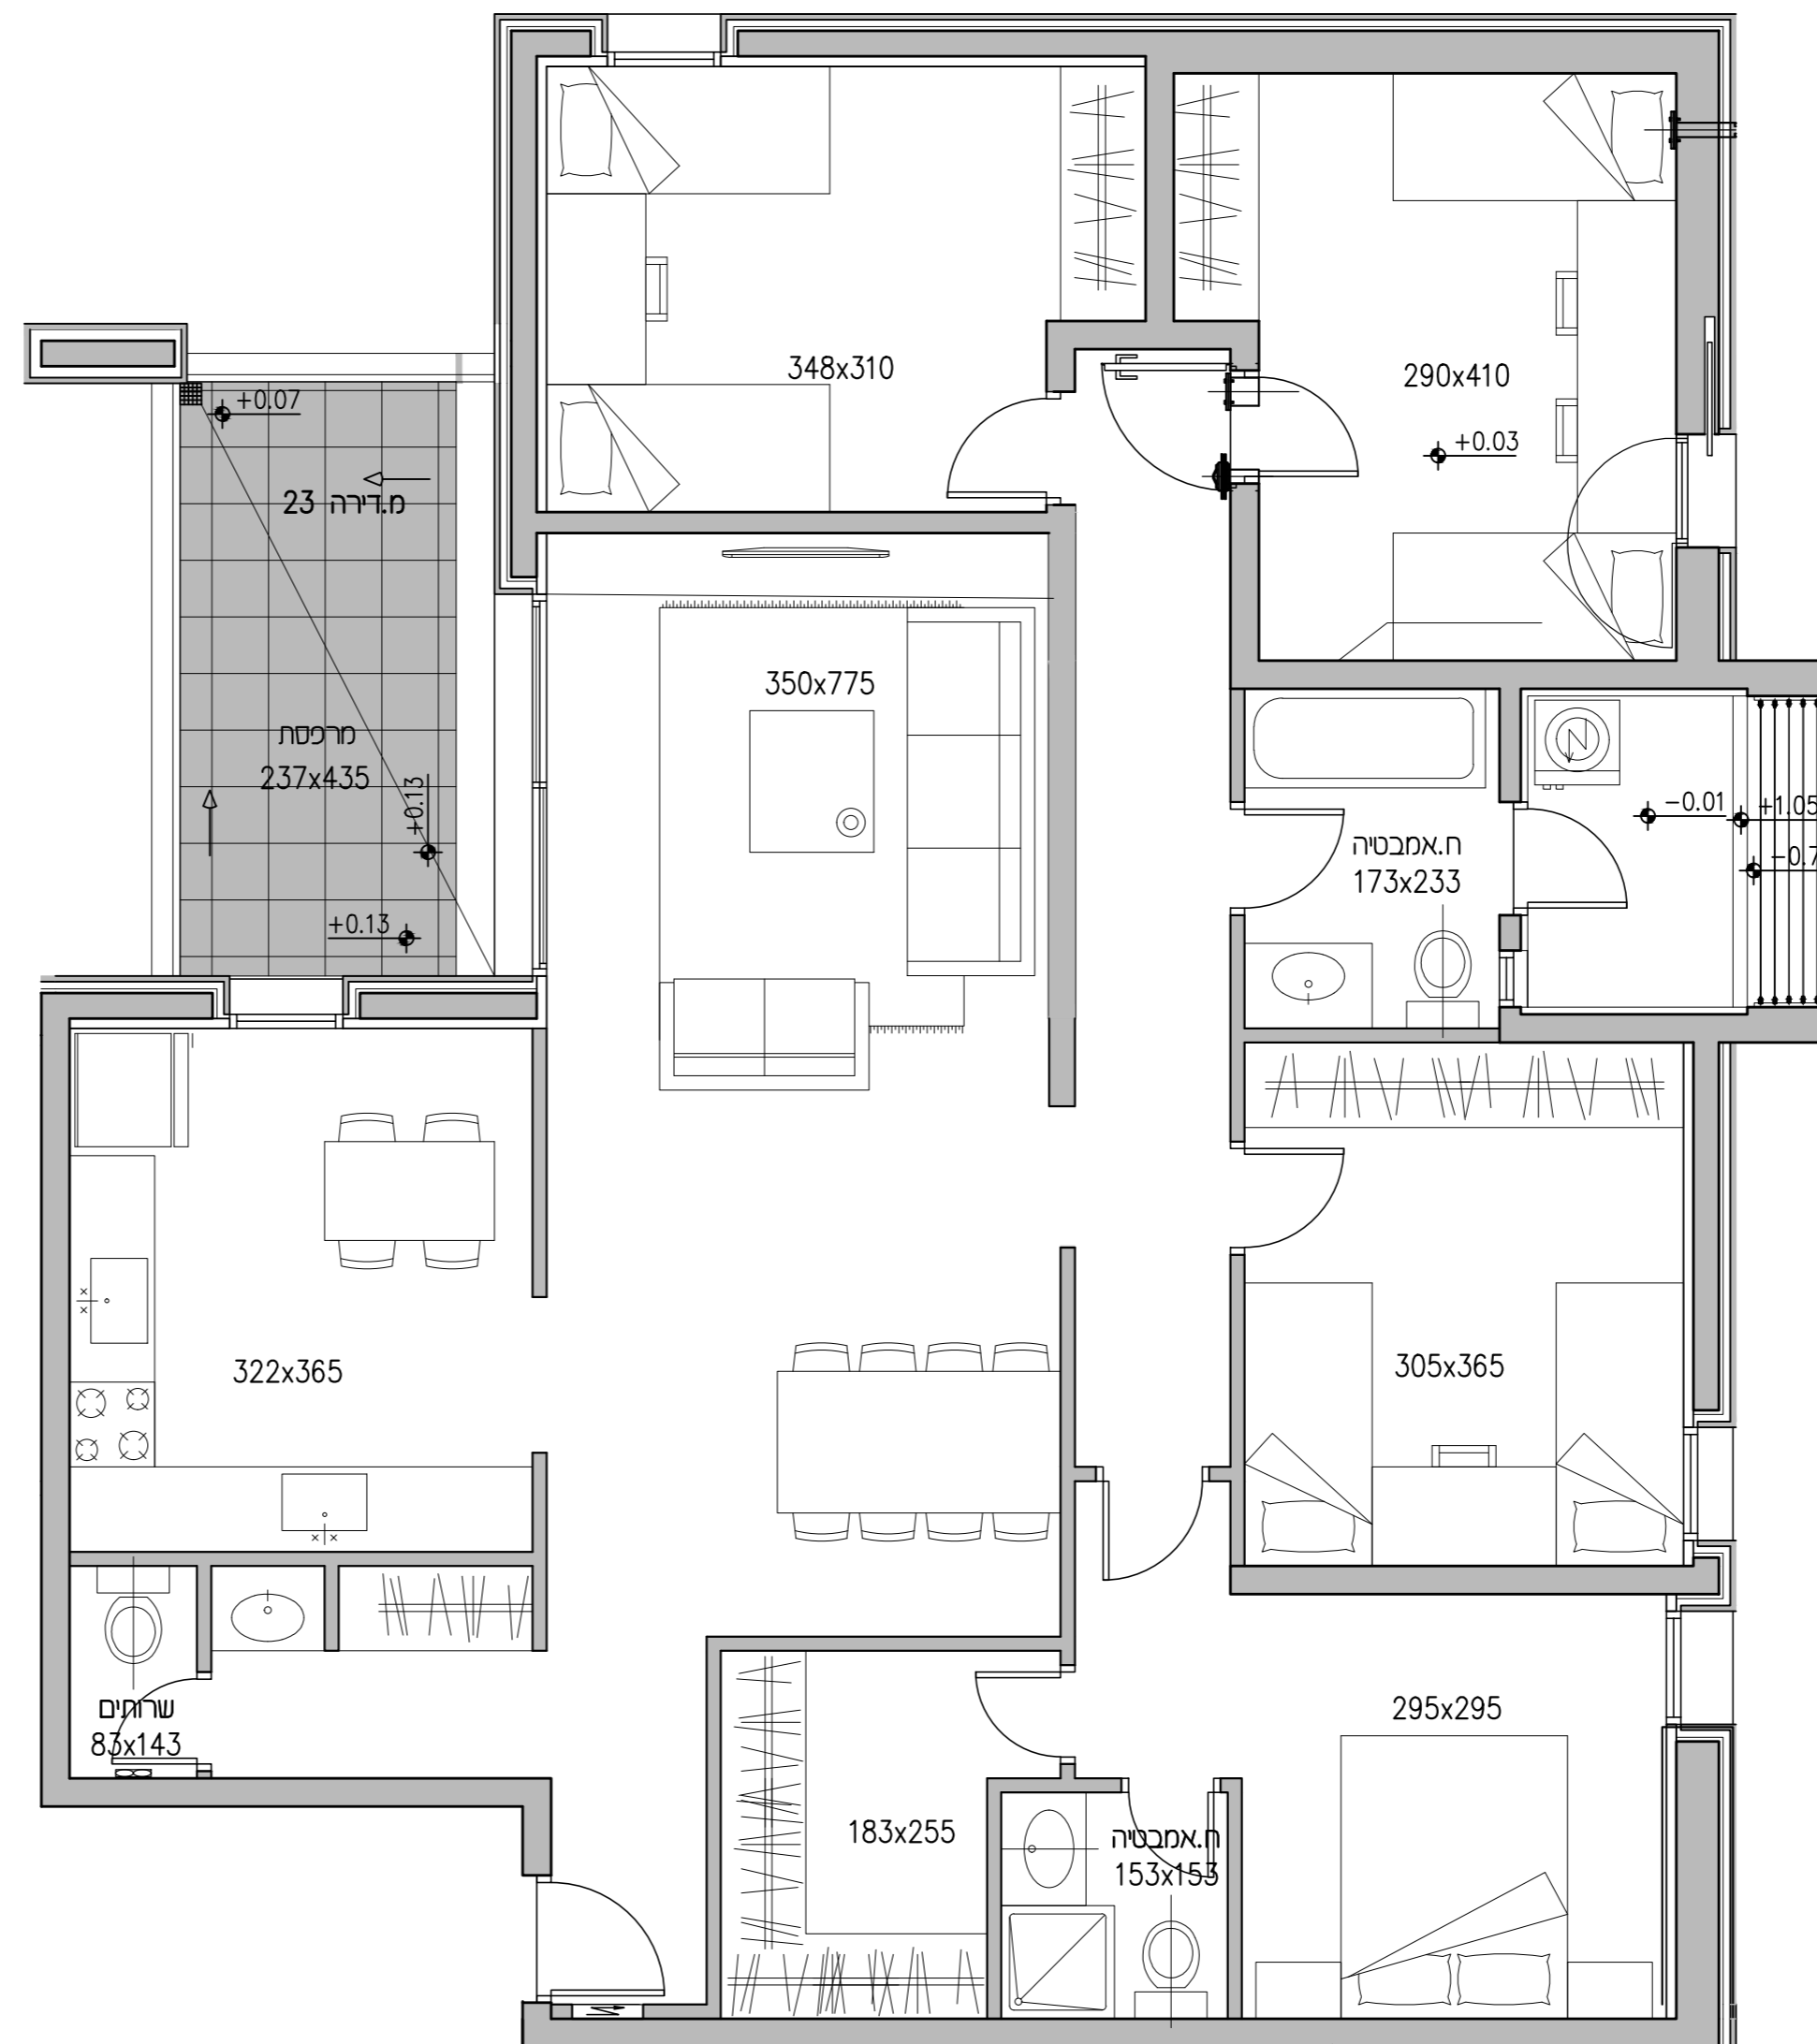 348x310
290x410
+0.03
+0.07
מ.דירה 23
350x775
מרפסת
237x435
+0.13
+0.13
ח.אמבטיה
173x233
-0.01
+1.05
322x365
305x365
שרותים
83x143
295x295
183x255
ח.אמבטיה
153x153